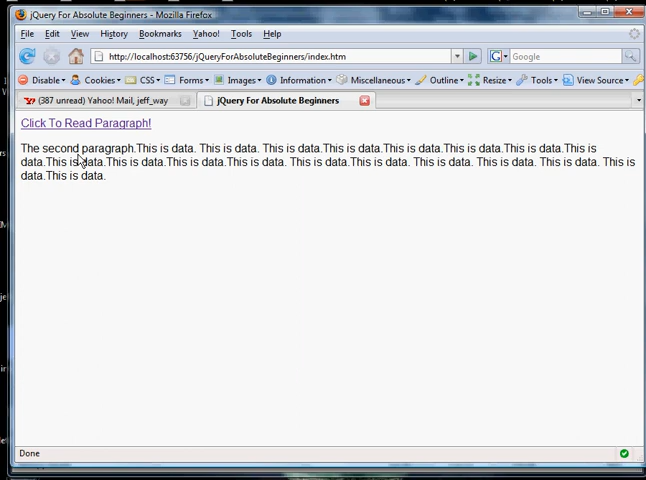 jQuery For Absolute Beginners - Mozilla Firefox
File Edit View History Bookmarks Yahoo! Tools Help
http://localhost:63756/jQueryForAbsoluteBeginners/index.htm
Google
Disable Cookies CSS Forms Images Information Miscellaneous Outline Resize Tools View Source
(387 unread) Yahoo! Mail, jeff_way
jQuery For Absolute Beginners
Click To Read Paragraph!
The second paragraph.This is data. This is data. This is data.This is data.This is data.This is data.This is data.This is
data.This is data.This is data.This is data.This is data. This is data.This is data. This is data. This is data. This is data. This is
data.This is data.
Done